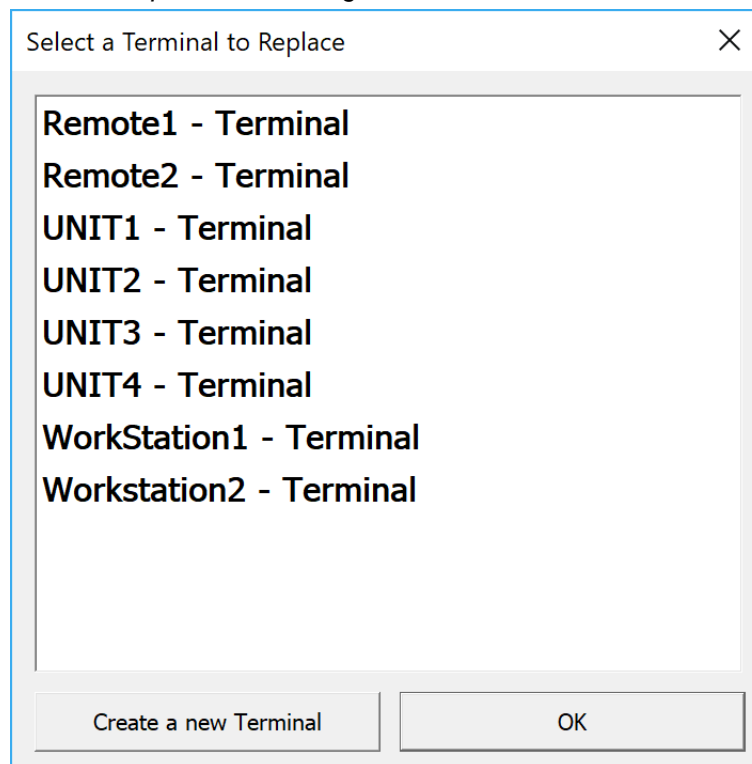 Select a Terminal to Replace
Remote1 - Terminal
Remote2 - Terminal
UNIT1 - Terminal
UNIT2 - Terminal
UNIT3 - Terminal
UNIT4 - Terminal
WorkStation1 - Terminal
Workstation2 - Terminal
Create a new Terminal
OK